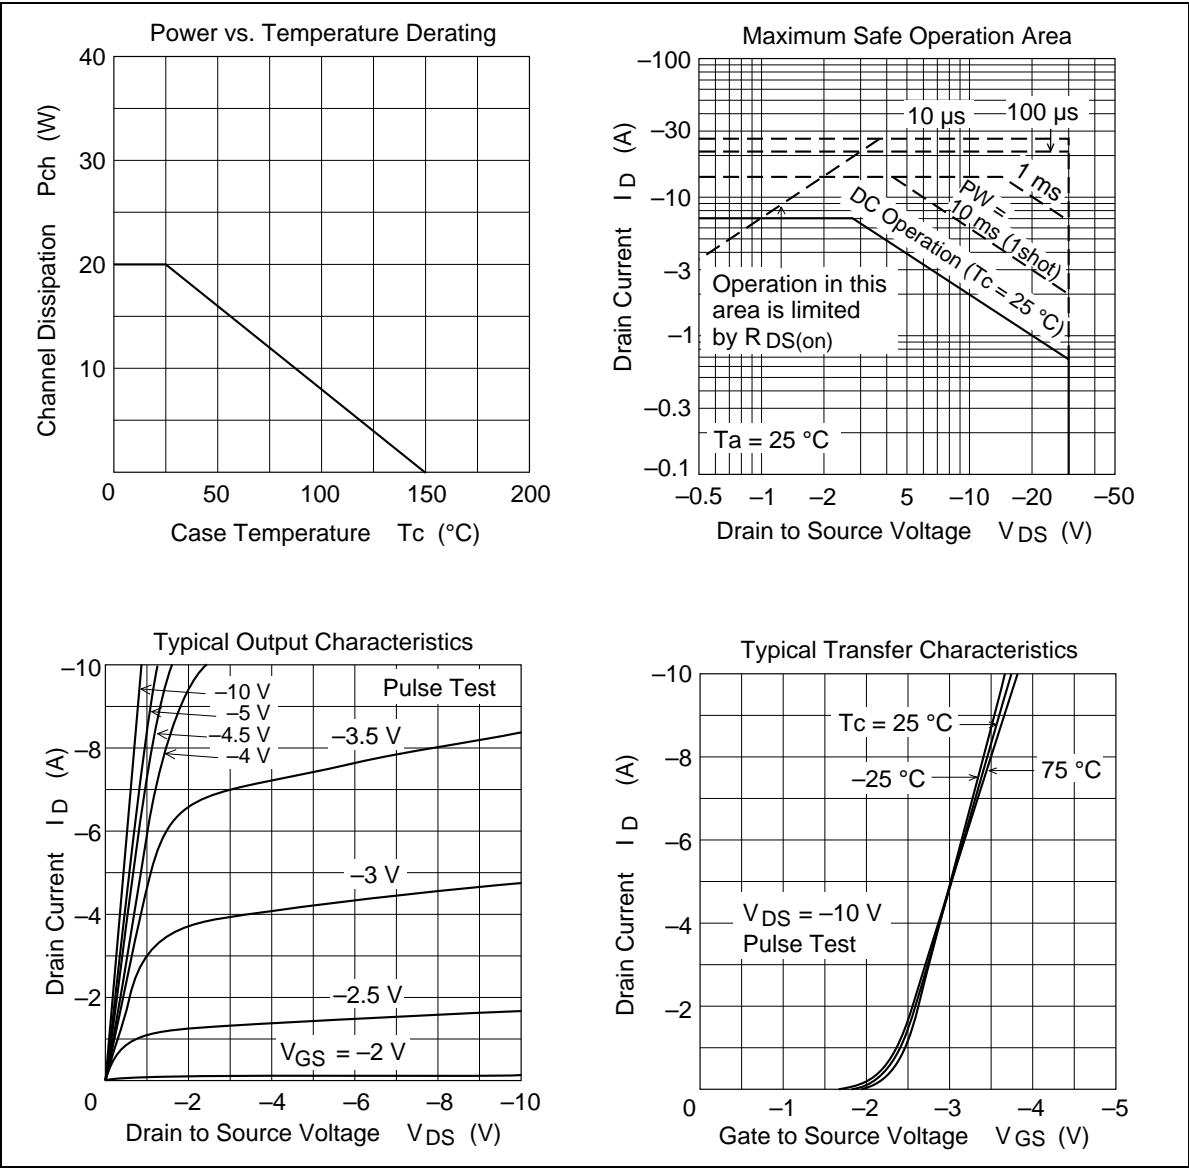 Power vs. Temperature Derating
40
30
20
10
Channel Dissipation Pch (W)
0 50 100 150 200
Case Temperature Tc (°C)
Maximum Safe Operation Area
–100
–30
–10
–3
–1
–0.3
–0.1
Drain Current I D (A)
10 µs
100 µs
1 ms
PW =
10 ms (1shot)
DC Operation (Tc = 25 °C)
Operation in this
area is limited
by R DS(on)
Ta = 25 °C
–0.5 –1 –2 5 –10 –20 –50
Drain to Source Voltage V DS (V)
Typical Output Characteristics
–10
–8
–6
–4
–2
Drain Current I D (A)
–10 V
–5 V
–4.5 V
–4 V
Pulse Test
–3.5 V
–3 V
–2.5 V
V GS = –2 V
0 –2 –4 –6 –8 –10
Drain to Source Voltage V DS (V)
Typical Transfer Characteristics
–10
–8
–6
–4
–2
Drain Current I D (A)
Tc = 25 °C
–25 °C
75 °C
V DS = –10 V
Pulse Test
0 –1 –2 –3 –4 –5
Gate to Source Voltage V GS (V)